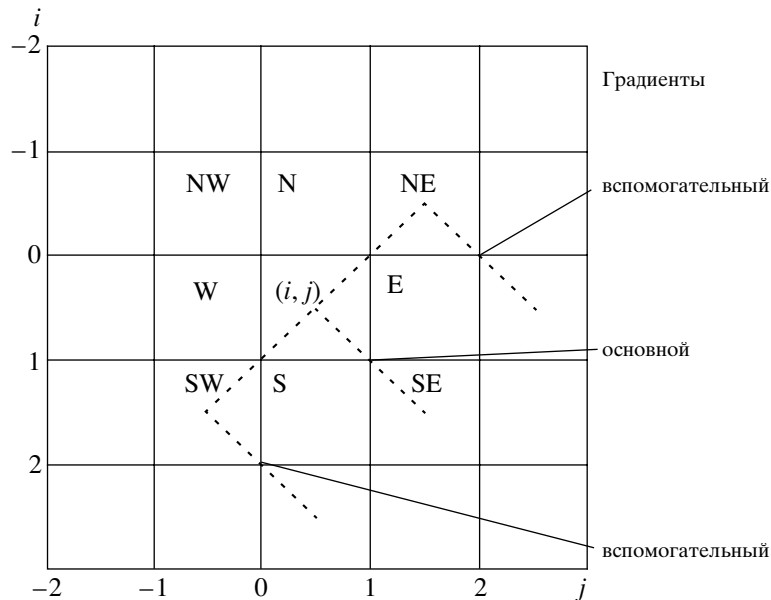 i
−2
Градиенты
−1
NW N NE
вспомогательный
0
W (i, j) E
1
основной
SW S SE
2
вспомогательный
−2 −1 0 1 2 j